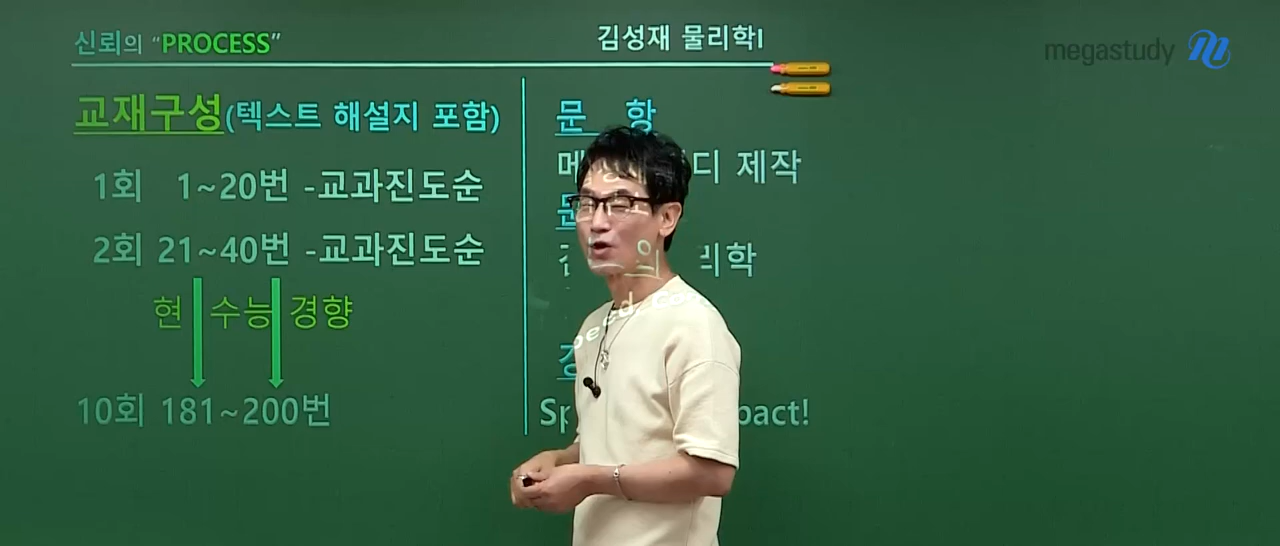 신뢰의 “PROCESS”
김성재 물리학I
megastudy
교재구성(텍스트 해설지 포함)
1회 1~20번 -교과진도순
2회 21~40번 -교과진도순
현 수능 경향
10회 181~200번
문 항
디 제작
의 리학